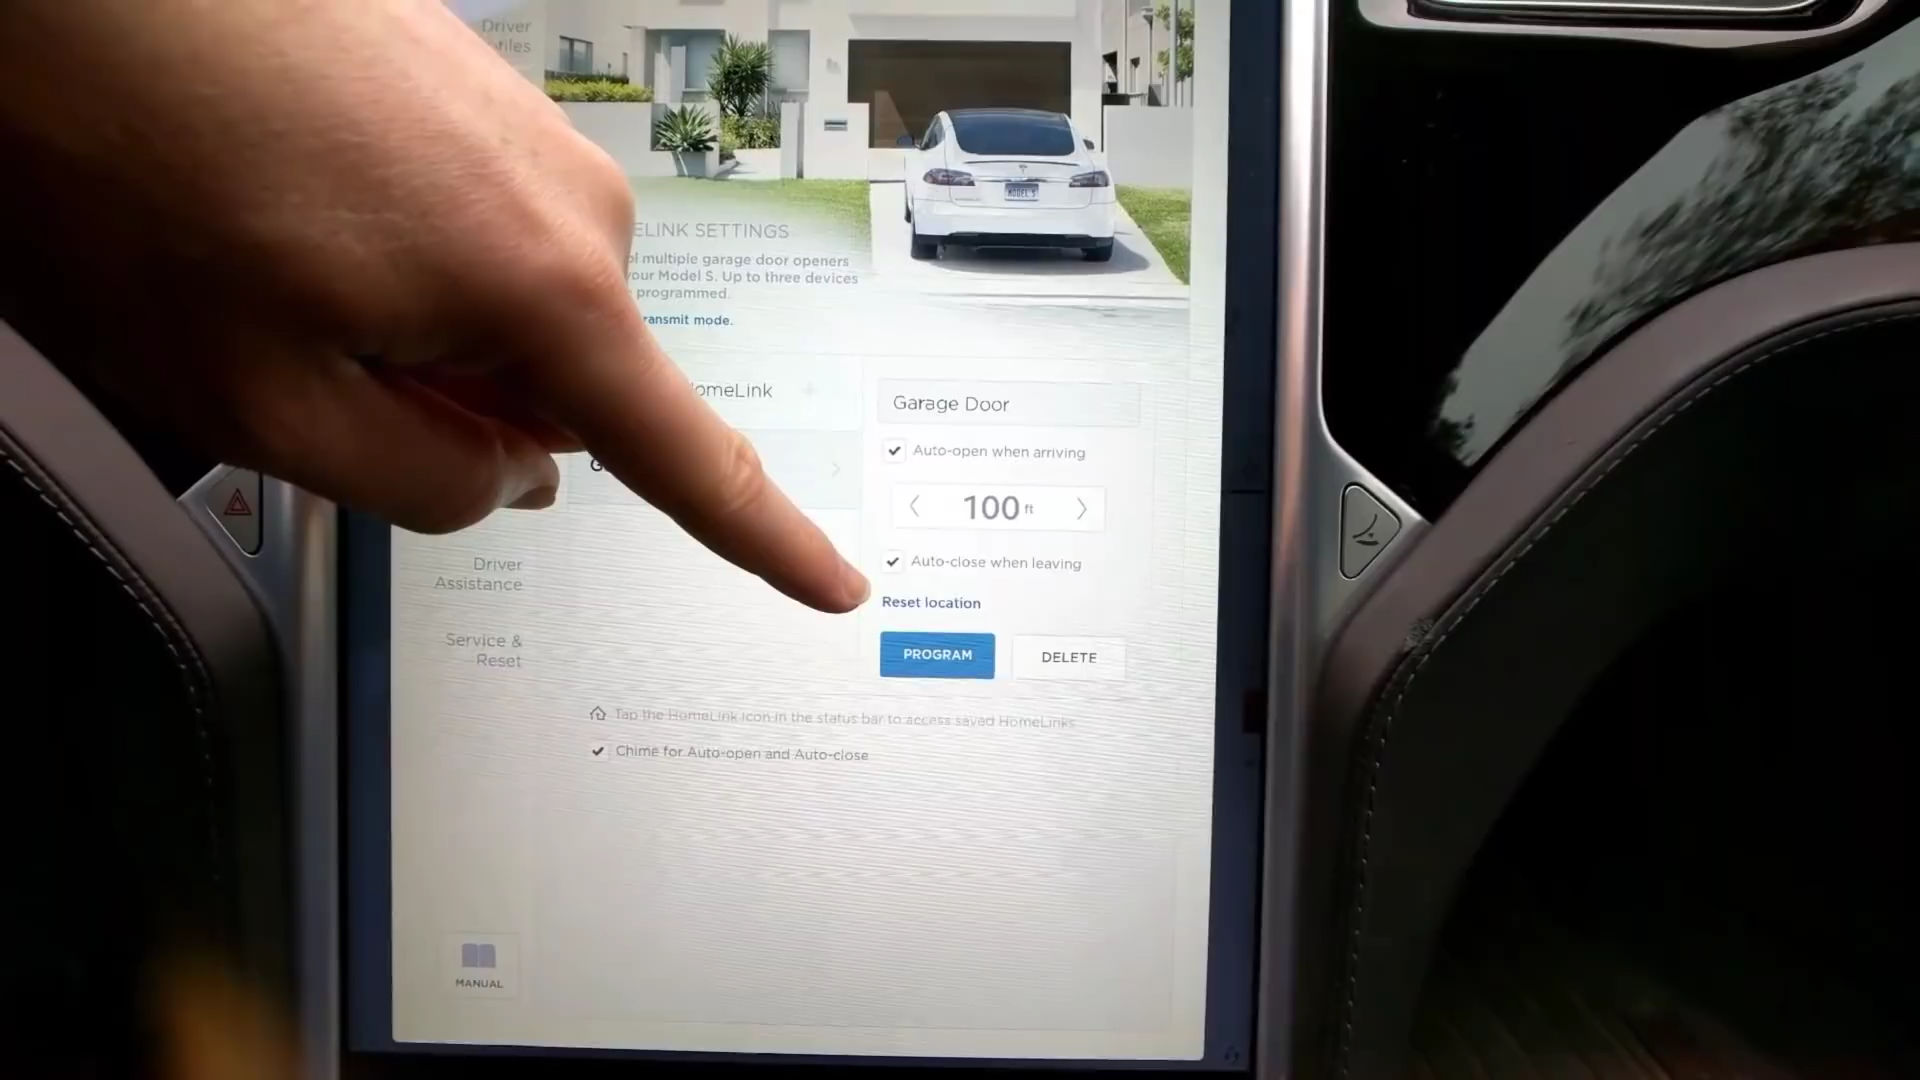 Driver
ELINK SETTINGS
ol multiple garage door openers
your Model S. Up to three devices
programmed.
ransmit mode.
MODEL S
omeLink +
Garage Door
Auto-open when arriving
G
100 ft
Auto-close when leaving
Reset location
PROGRAM
DELETE
Driver
Assistance
Service &
Reset
Tap the HomeLink icon in the status bar to access saved HomeLinks
Chime for Auto-open and Auto-close
MANUAL